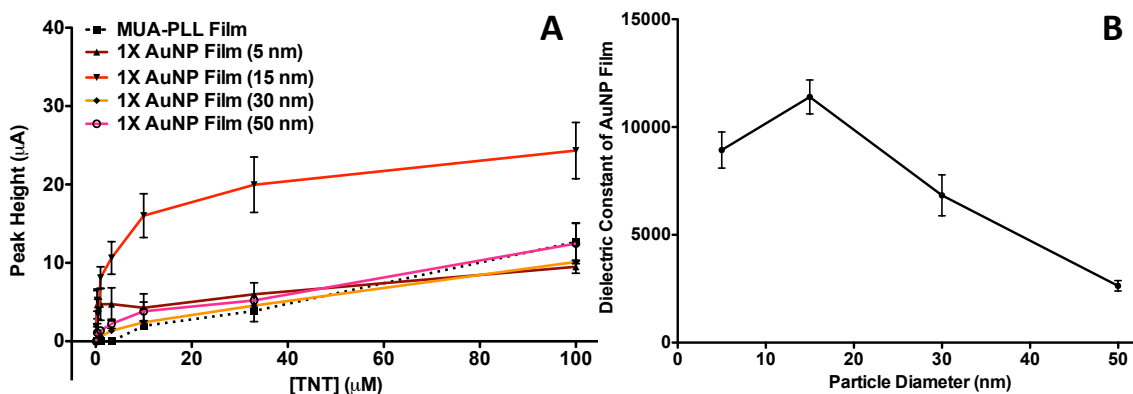 A
MUA-PLL Film
1X AuNP Film (5 nm)
1X AuNP Film (15 nm)
1X AuNP Film (30 nm)
1X AuNP Film (50 nm)
40
30
20
10
0
Peak Height (μA)
0 20 40 60 80 100
[TNT] (μM)
B
15000
10000
5000
0
Dielectric Constant of AuNP Film
0 10 20 30 40 50
Particle Diameter (nm)